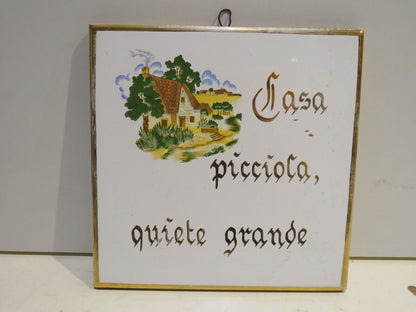 Casa
picciola,
quiete grande